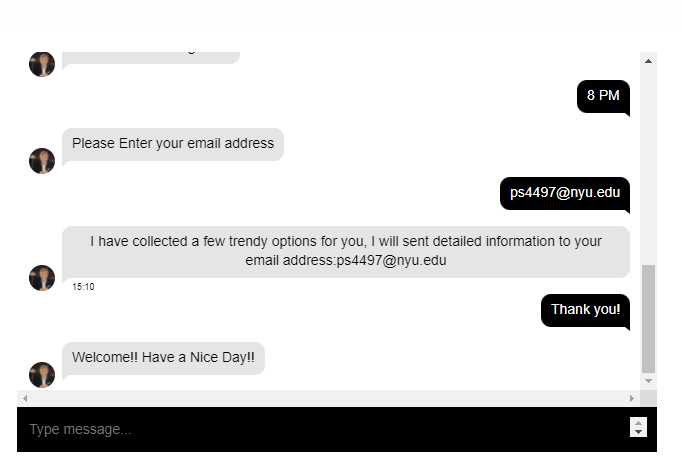 8 PM
Please Enter your email address
ps4497@nyu.edu
I have collected a few trendy options for you, I will sent detailed information to your
email address:ps4497@nyu.edu
15:10
Thank you!
Welcome!! Have a Nice Day!!
Type message...